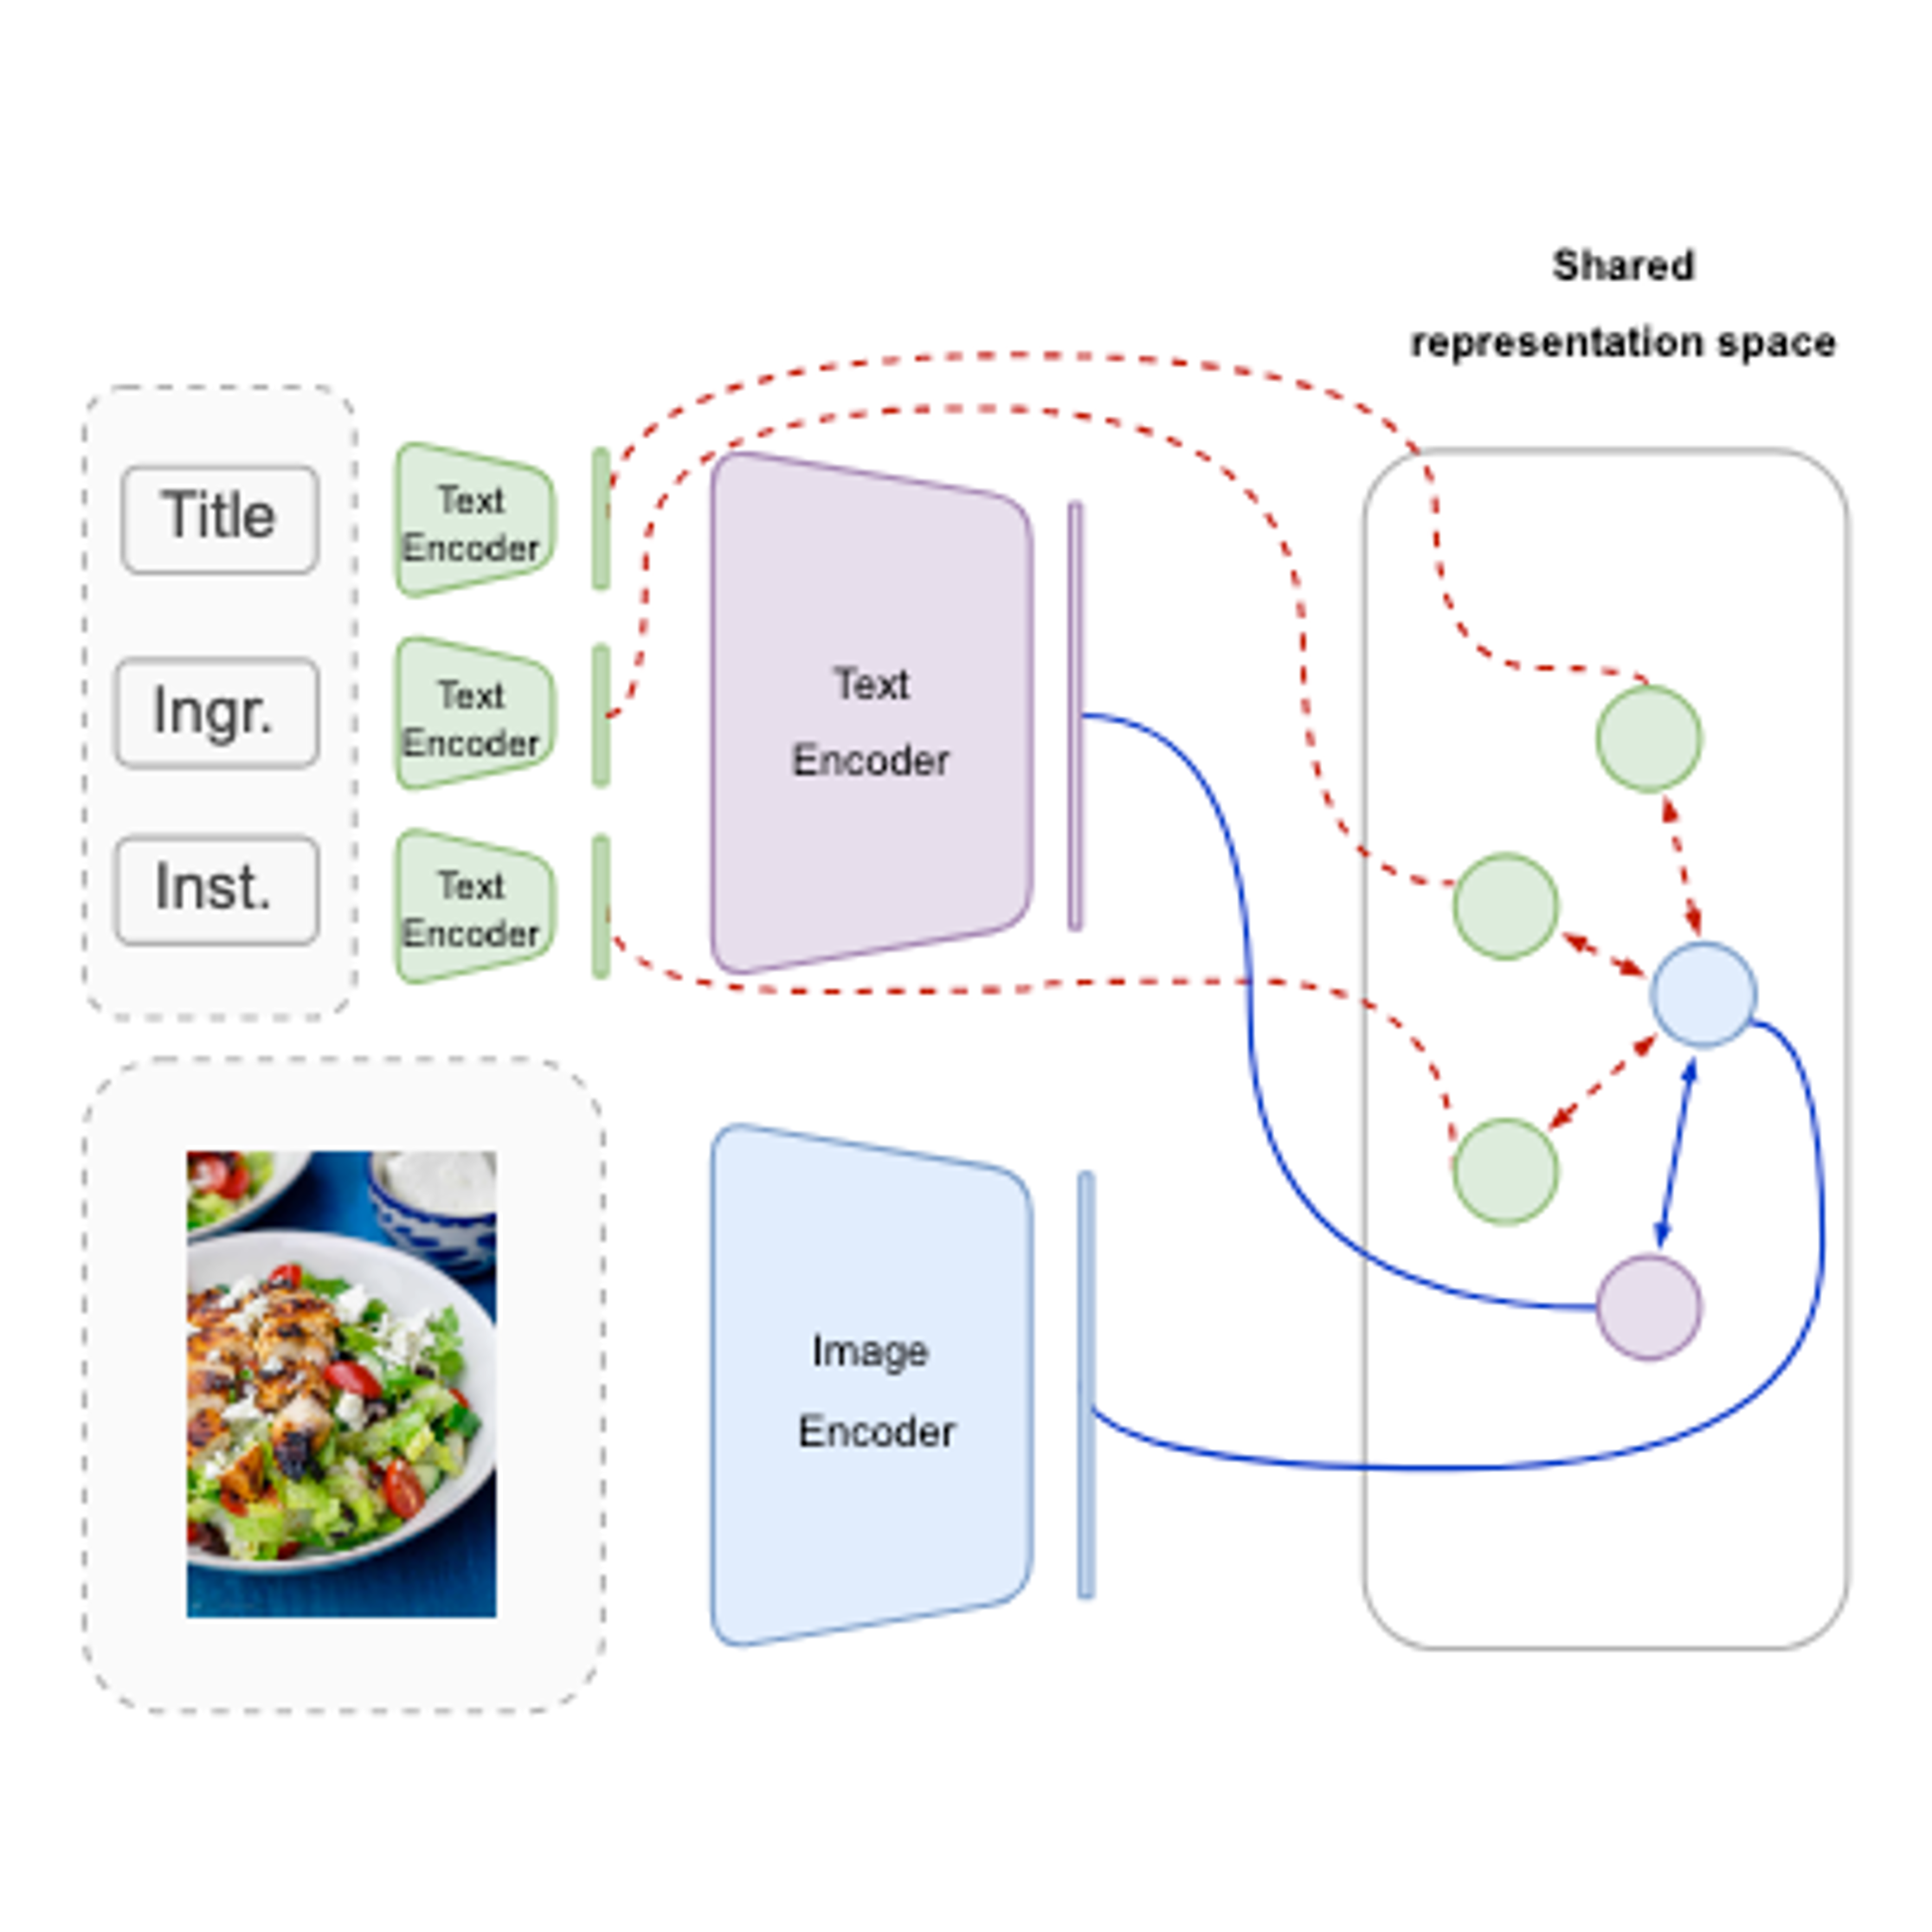 Shared
representation space
Title
Text
Encoder
Ingr.
Text
Encoder
Inst.
Text
Encoder
Text
Encoder
Image
Encoder